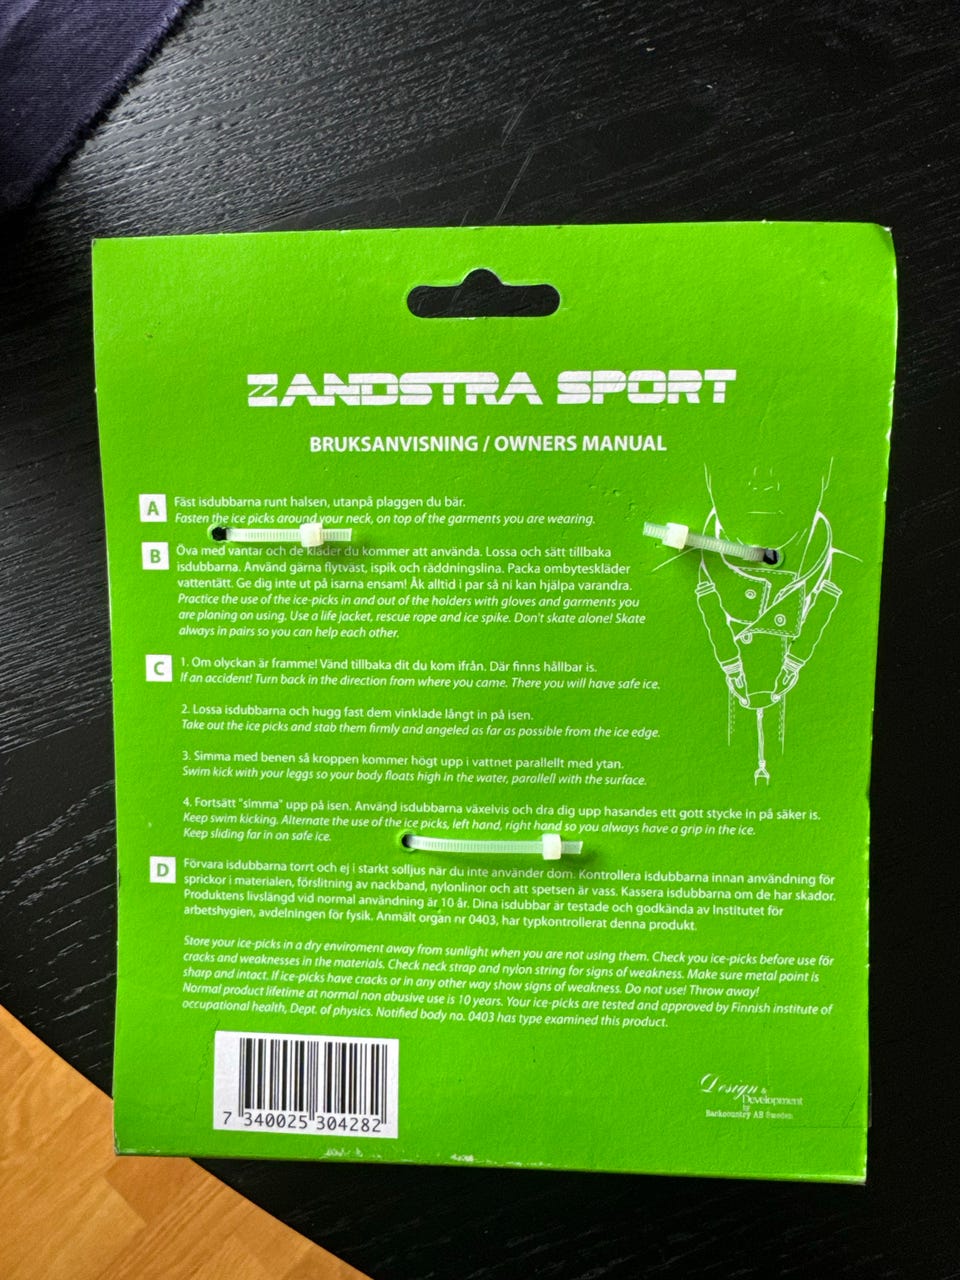 ZANDSTRA SPORT
BRUKSANVISNING / OWNERS MANUAL
A
Fäst isdubbarna runt halsen, utanpå plaggen du bär.
Fasten the ice picks around your neck, on top of the garments you are wearing.
B
Öva med vantar och de kläder du kommer att använda. Lossa och sätt tillbaka
isdubbarna. Använd gärna flytväst, ispik och räddningslina. Packa ombyteskläder
vattentätt. Ge dig inte ut på isarna ensam! Åk alltid i par så ni kan hjälpa varandra.
Practice the use of the ice-picks in and out of the holders with gloves and garments you
are planing on using. Use a life jacket, rescue rope and ice spike. Don't skate alone! Skate
always in pairs so you can help each other.
C
1. Om olyckan är framme! Vänd tillbaka dit du kom ifrån. Där finns hållbar is.
If an accident! Turn back in the direction from where you came. There you will have safe ice.
2. Lossa isdubbarna och hugg fast dem vinklade långt in på isen.
Take out the ice picks and stab them firmly and angeled as far as possible from the ice edge.
3. Simma med benen så kroppen kommer högt upp i vattnet parallellt med ytan.
Swim kick with your leggs so your body floats high in the water, parallell with the surface.
4. Fortsätt "simma" upp på isen. Använd isdubbarna växelvis och dra dig upp hasandes ett gott stycke in på säker is.
Keep swim kicking. Alternate the use of the ice picks, left hand, right hand so you always have a grip in the ice.
Keep sliding far in on safe ice.
D
Förvara isdubbarna torrt och ej i starkt solljus när du inte använder dom. Kontrollera isdubbarna innan användning för
sprickor i materialen, förslitning av nackband, nylonlinor och att spetsen är vass. Kassera isdubbarna om de har skador.
Produktens livslängd vid normal användning är 10 år. Dina isdubbar är testade och godkända av Institutet för
arbetshygien, avdelningen för fysik. Anmält organ nr 0403, har typkontrollerat denna produkt.
Store your ice-picks in a dry enviroment away from sunlight when you are not using them. Check you ice-picks before use för
cracks and weaknesses in the materials. Check neck strap and nylon string for signs of weakness. Make sure metal point is
sharp and intact. If ice-picks have cracks or in any other way show signs of weakness. Do not use! Throw away!
Normal product lifetime at normal non abusive use is 10 years. Your ice-picks are tested and approved by Finnish institute of
occupational health, Dept. of physics. Notified body no. 0403 has type examined this product.
7 340025 304282
Design &
Development
by
Backcountry AB Sweden